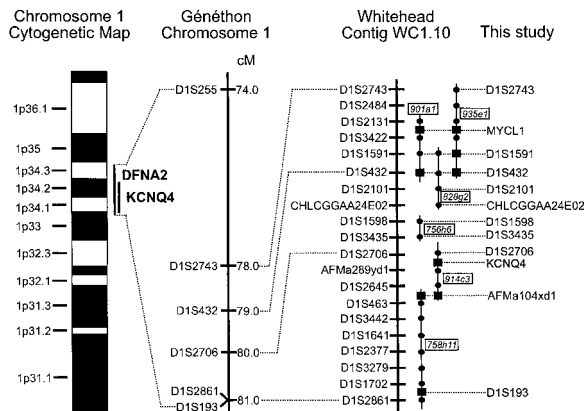 Chromosome 1
Cytogenetic Map
Généthon
Chromosome 1
Whitehead
Contig WC1.10
This study
cM
1p36.1
1p35
1p34.3
1p34.2
1p34.1
1p33
1p32.3
1p32.1
1p31.3
1p31.2
1p31.1
DFNA2
KCNQ4
D1S255 74.0
D1S2743 78.0
D1S432 79.0
D1S2706 80.0
D1S2861 81.0
D1S193
D1S2743
D1S2484
D1S2131
D1S3422
D1S1591
D1S432
D1S2101
CHLCGGAA24E02
D1S1598
D1S3435
D1S2706
AFMa289yd1
D1S2645
D1S463
D1S3442
D1S1641
D1S2377
D1S3279
D1S1702
D1S2861
901a1
935e1
828g2
756h6
914c3
758h11
D1S2743
MYCL1
D1S1591
D1S432
D1S2101
CHLCGGAA24E02
D1S1598
D1S3435
D1S2706
KCNQ4
AFMa104xd1
D1S193